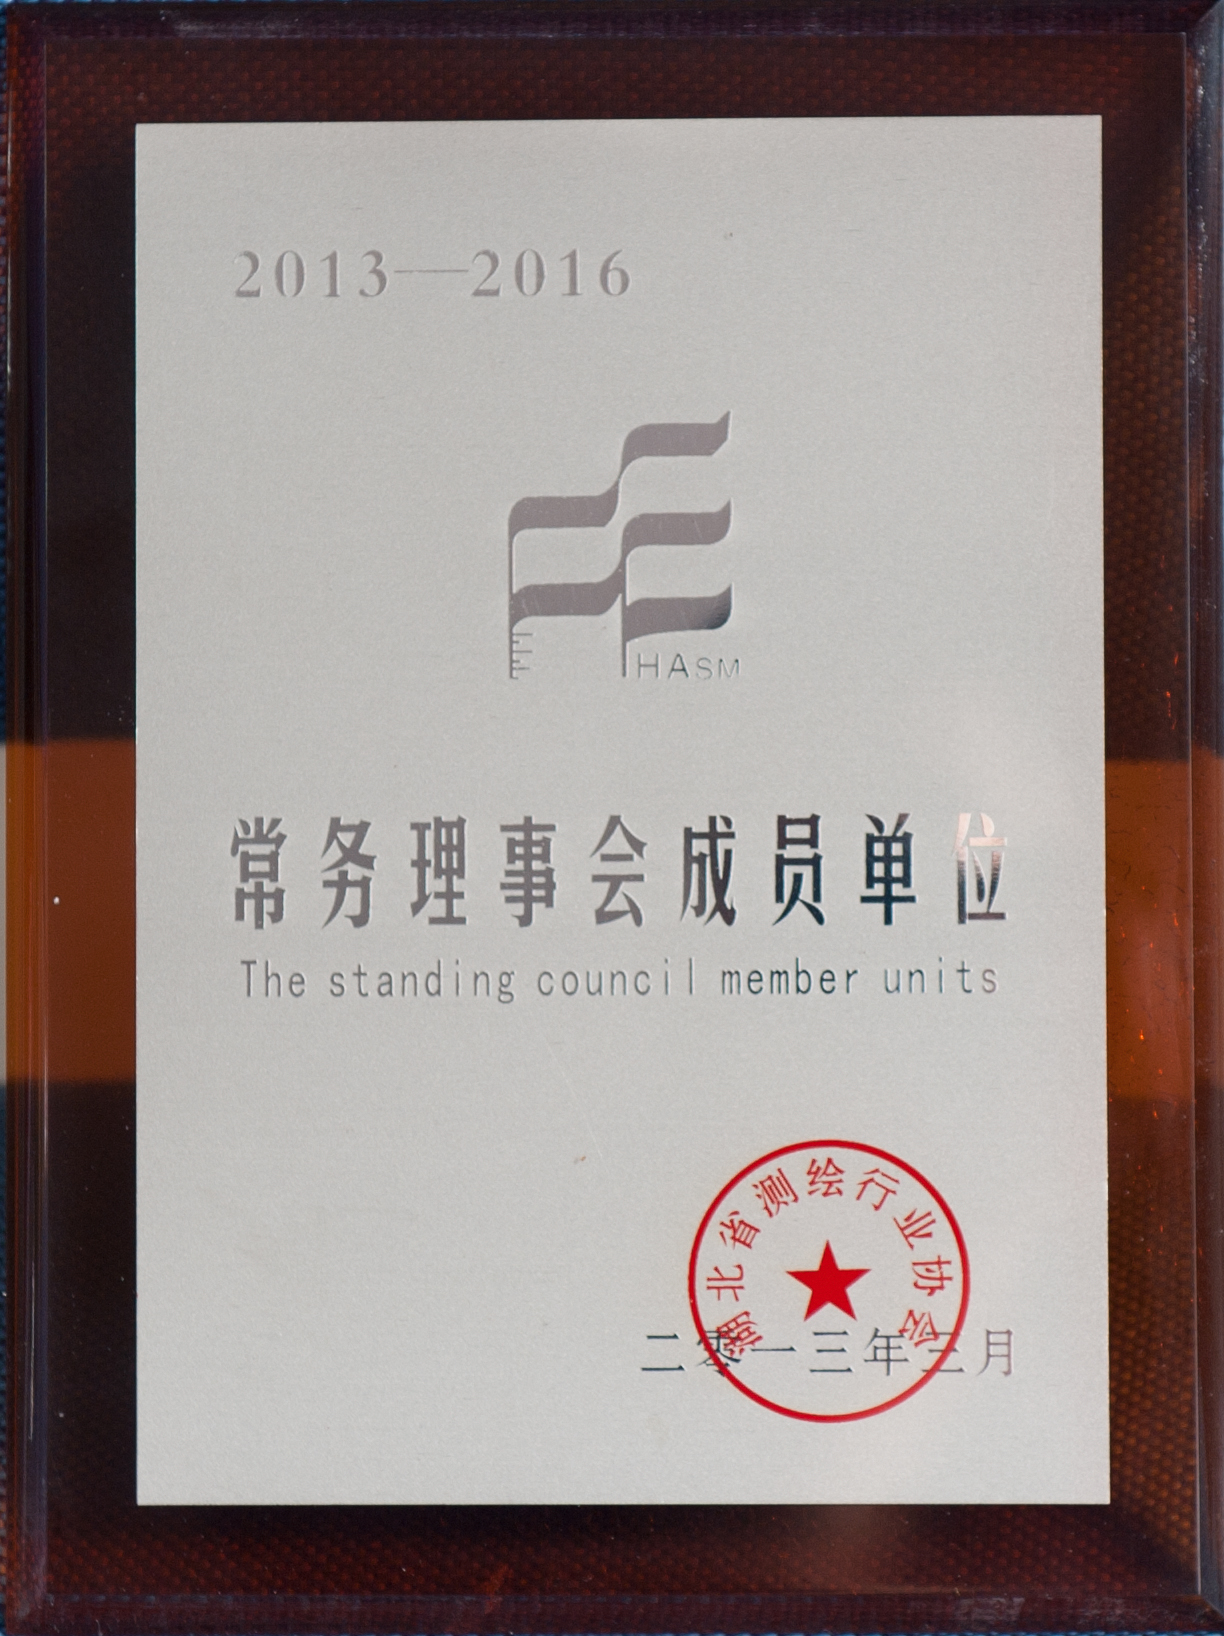 2013—2016
HASM
常务理事会成员单位
The standing council member units
湖北省测绘行业协会
二零一三年三月